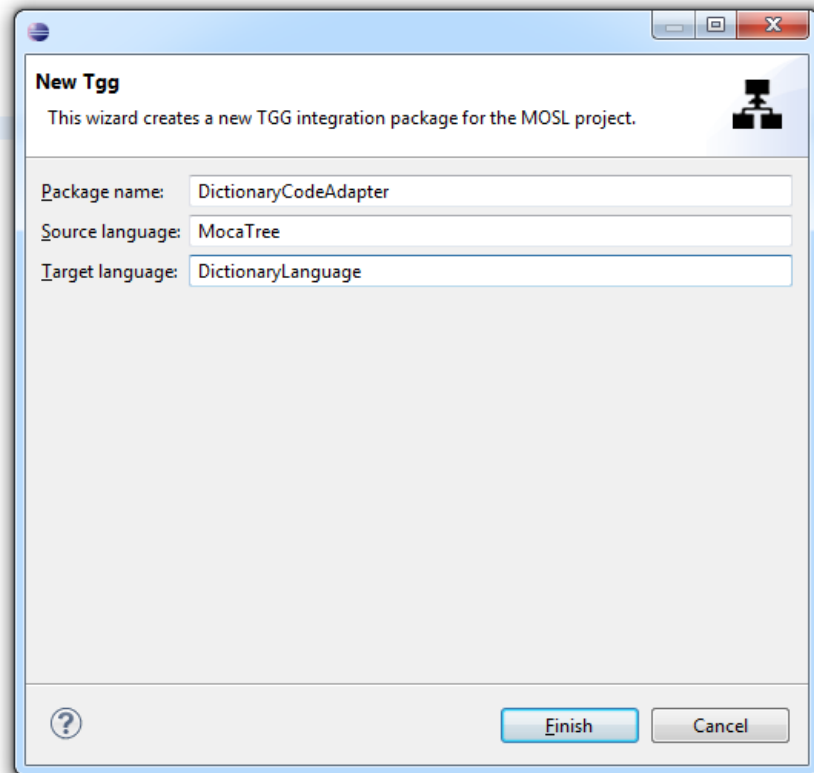 New Tgg
This wizard creates a new TGG integration package for the MOSL project.
Package name: DictionaryCodeAdapter
Source language: MocaTree
Target language: DictionaryLanguage
? Finish Cancel